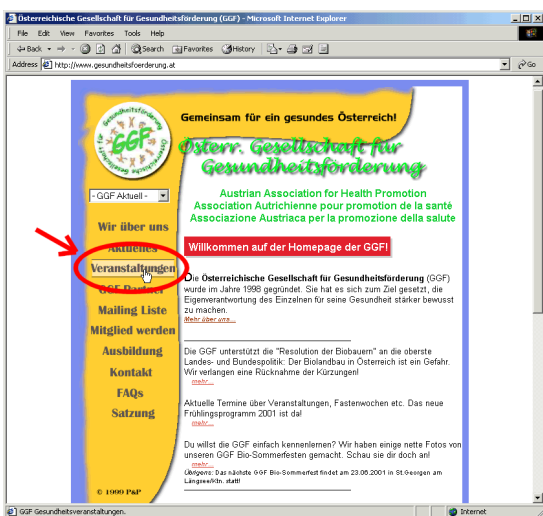 Österreichische Gesellschaft für Gesundheitsförderung (GGF) - Microsoft Internet Explorer
File Edit View Favorites Tools Help
Back Search Favorites History
Address http://www.gesundheitsfoerderung.at Go
Gesundheitsförderung
GGF
Österreichische Gesellschaft
Gemeinsam für ein gesundes Österreich!
Österr. Gesellschaft für
Gesundheitsförderung
Austrian Association for Health Promotion
Association Autrichienne pour promotion de la santé
Associazione Austriaca per la promozione della salute
- GGF Aktuell -
Wir über uns
Aktuelles
Veranstaltungen
GGF Partner
Mailing Liste
Mitglied werden
Ausbildung
Kontakt
FAQs
Satzung
© 1999 P&P
Willkommen auf der Homepage der GGF!
Die Österreichische Gesellschaft für Gesundheitsförderung (GGF)
wurde im Jahre 1998 gegründet. Sie hat es sich zum Ziel gesetzt, die
Eigenverantwortung des Einzelnen für seine Gesundheit stärker bewusst
zu machen.
Mehr über uns...
Die GGF unterstützt die "Resolution der Biobauern" an die oberste
Landes- und Bundespolitik: Der Biolandbau in Österreich ist in Gefahr.
Wir verlangen eine Rücknahme der Kürzungen!
mehr...
Aktuelle Termine über Veranstaltungen, Fastenwochen etc. Das neue
Frühlingsprogramm 2001 ist da!
mehr...
Du willst die GGF einfach kennenlernen? Wir haben einige nette Fotos von
unseren GGF Bio-Sommerfesten gemacht. Schau sie dir doch an!
mehr...
Übrigens: Das nächste GGF Bio-Sommerfest findet am 23.06.2001 in St.Georgen am
Längsee/Ktn. statt!
GGF Gesundheitsveranstaltungen. Internet